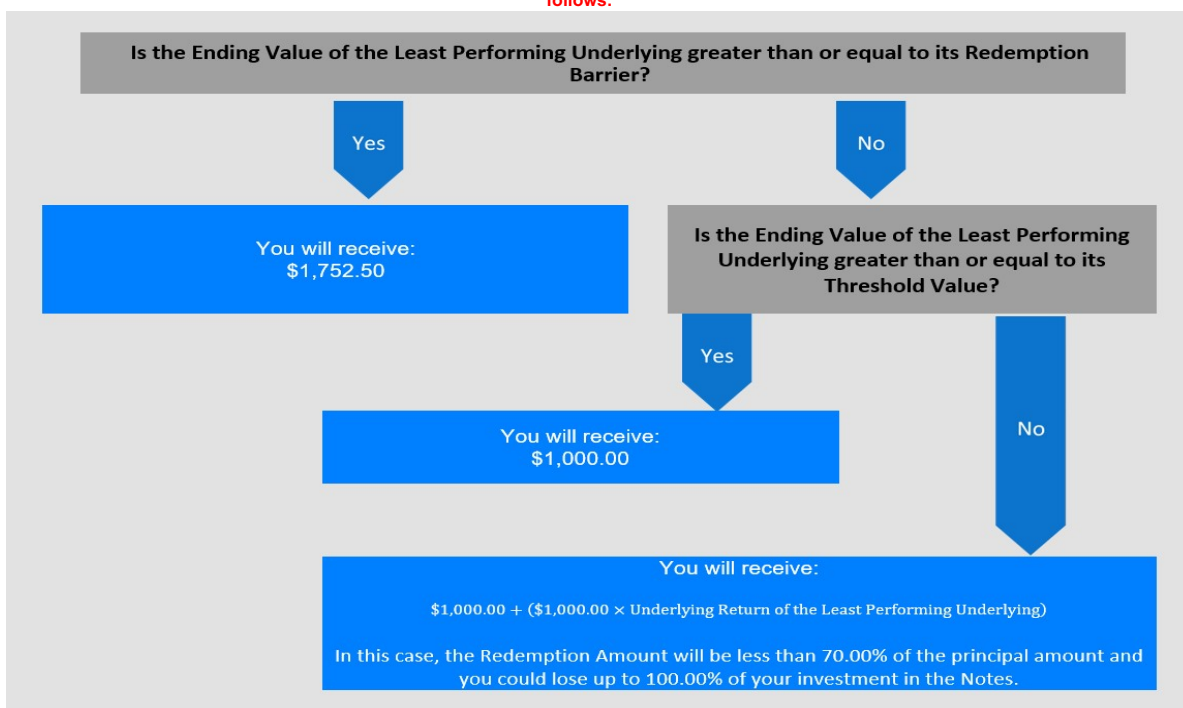 follows:
Is the Ending Value of the Least Performing Underlying greater than or equal to its Redemption
Barrier?
Yes
No
You will receive:
$1,752.50
Is the Ending Value of the Least Performing
Underlying greater than or equal to its
Threshold Value?
Yes
No
You will receive:
$1,000.00
You will receive:
$1,000.00 + ($1,000.00 × Underlying Return of the Least Performing Underlying)
In this case, the Redemption Amount will be less than 70.00% of the principal amount and
you could lose up to 100.00% of your investment in the Notes.